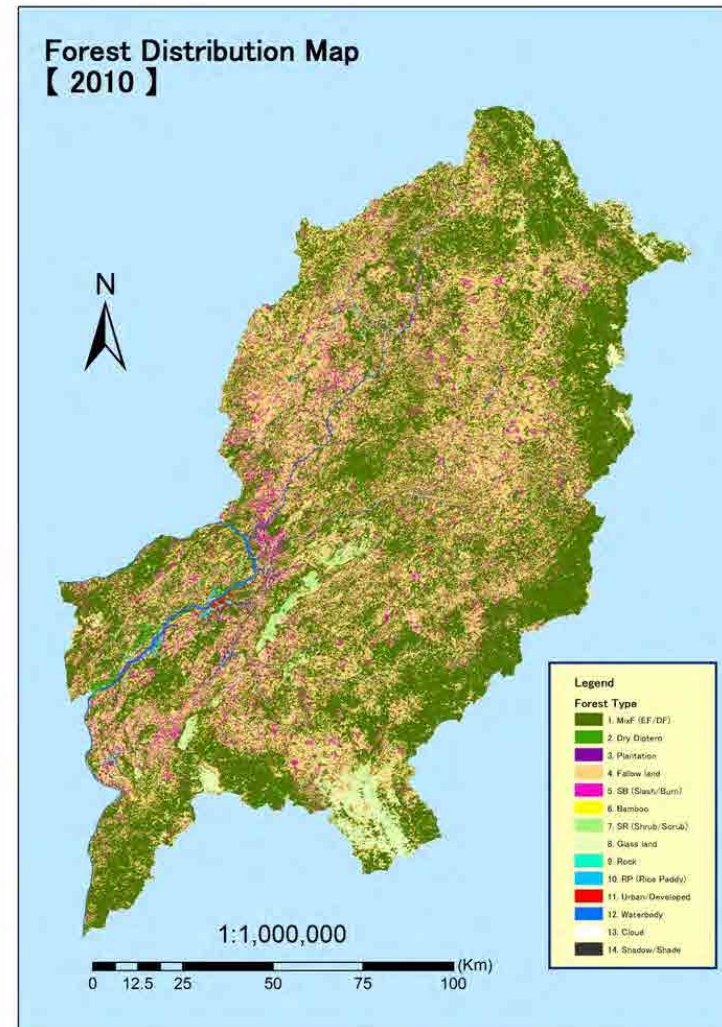 Forest Distribution Map
【 2010 】
N
Legend
Forest Type
1. MixF (EF/DF)
2. Dry Diptero
3. Plantation
4. Fallow land
5. SB (Slash/Burn)
6. Bamboo
7. SR (Shrub/Scrub)
8. Glass land
9. Rock
10. RP (Rice Paddy)
11. Urban/Developed
12. Waterbody
13. Cloud
14. Shadow/Shade
1:1,000,000
(Km)
0 12.5 25 50 75 100